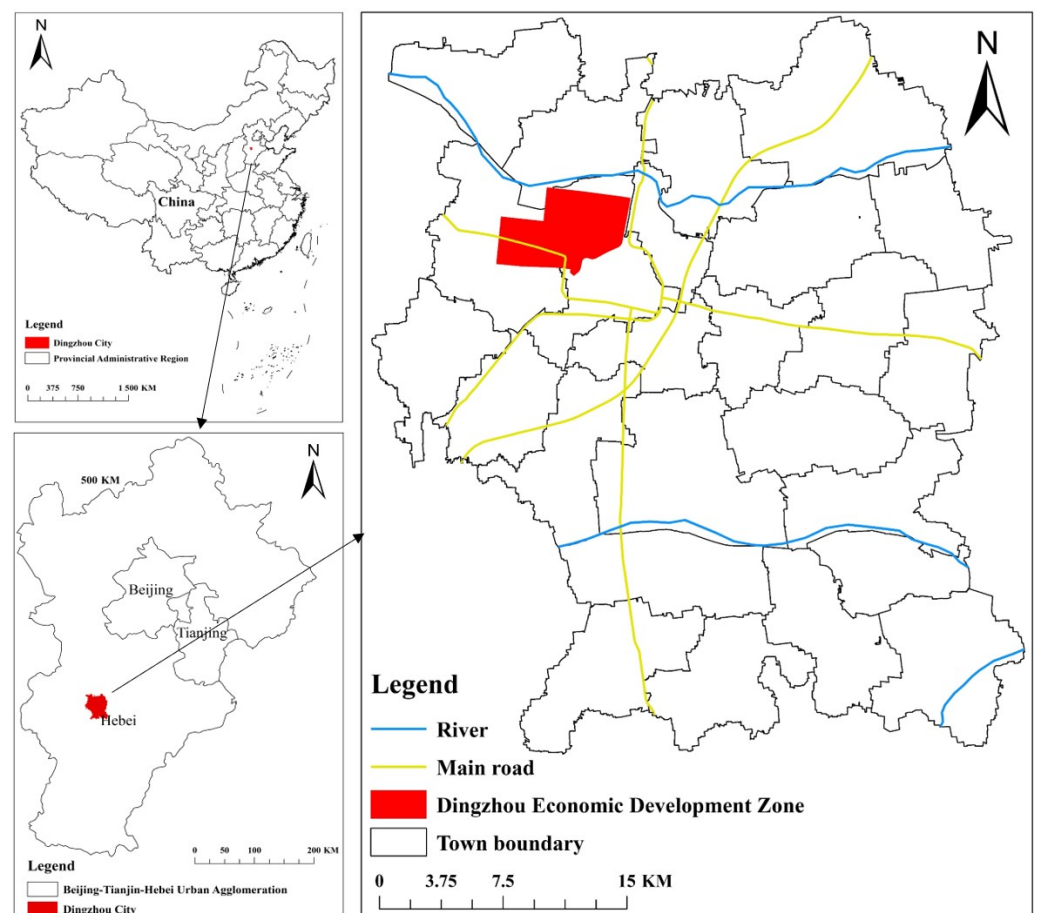 N
China
Legend
Dingzhou City
Provincial Administrative Region
0 375 750 1 500 KM
N
500 KM
Beijing
Tianjing
Hebei
0 50 100 200 KM
Legend
Beijing-Tianjin-Hebei Urban Agglomeration
Dingzhou City
N
Legend
River
Main road
Dingzhou Economic Development Zone
Town boundary
0 3.75 7.5 15 KM